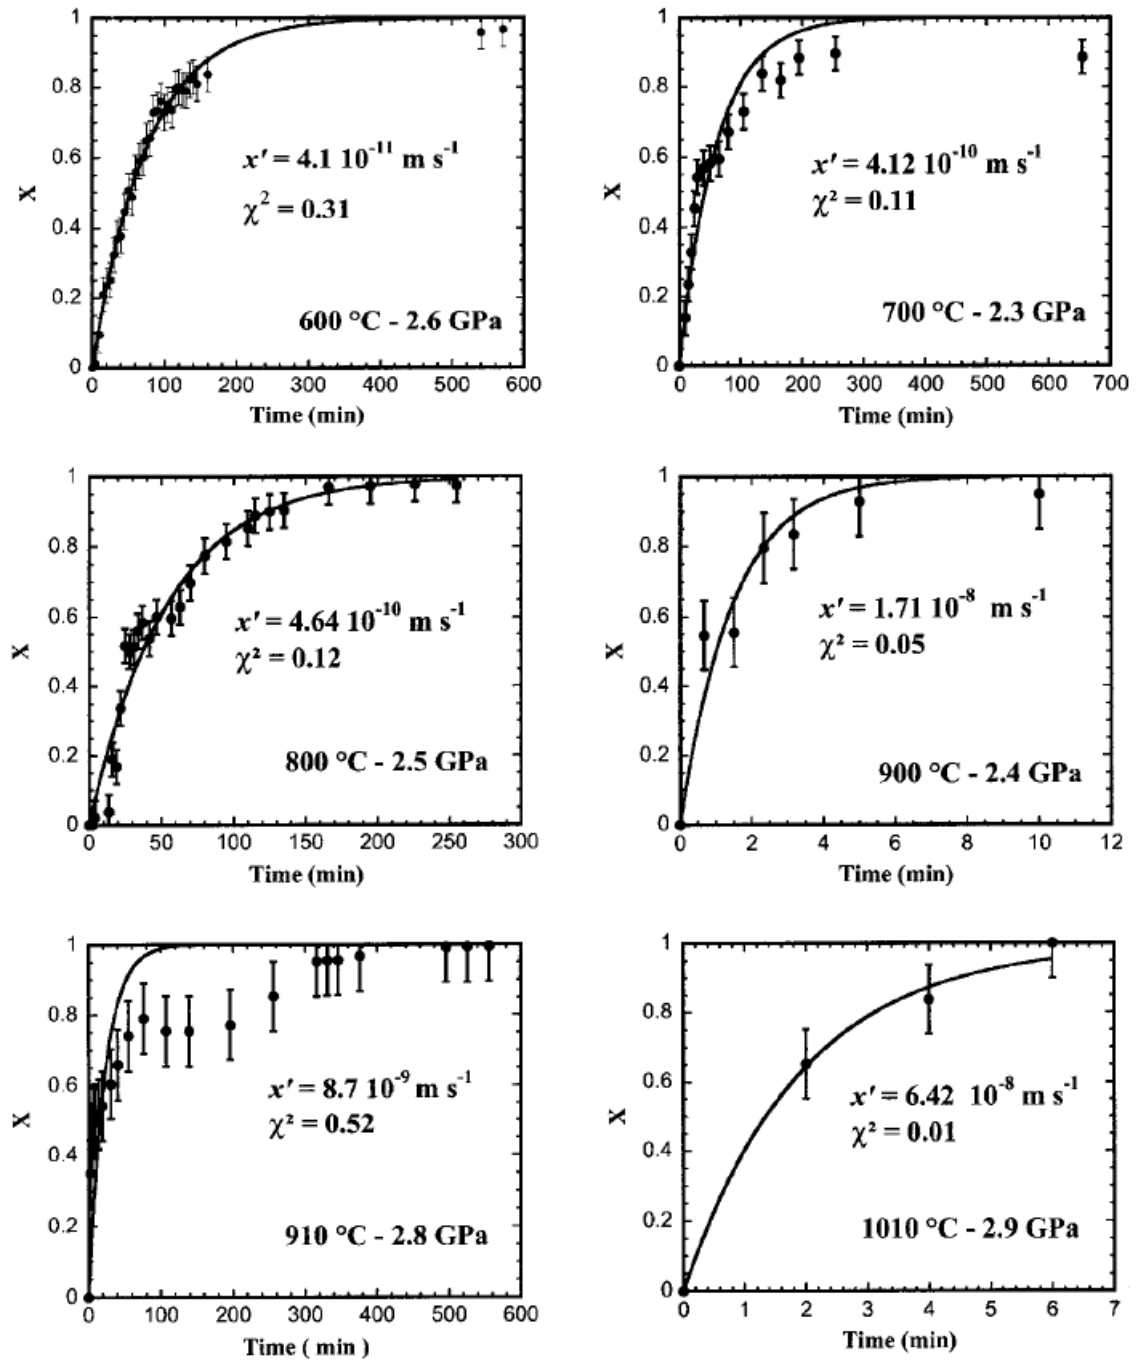 1
0.8
0.6
X
0.4
0.2
0
x′ = 4.1 10⁻¹¹ m s⁻¹
χ² = 0.31
600 °C - 2.6 GPa
0 100 200 300 400 500 600
Time (min)
1
0.8
0.6
X
0.4
0.2
0
x′ = 4.12 10⁻¹⁰ m s⁻¹
χ² = 0.11
700 °C - 2.3 GPa
0 100 200 300 400 500 600 700
Time (min)
1
0.8
0.6
X
0.4
0.2
0
x′ = 4.64 10⁻¹⁰ m s⁻¹
χ² = 0.12
800 °C - 2.5 GPa
0 50 100 150 200 250 300
Time (min)
1
0.8
0.6
X
0.4
0.2
0
x′ = 1.71 10⁻⁸ m s⁻¹
χ² = 0.05
900 °C - 2.4 GPa
0 2 4 6 8 10 12
Time (min)
1
0.8
0.6
X
0.4
0.2
0
x′ = 8.7 10⁻⁹ m s⁻¹
χ² = 0.52
910 °C - 2.8 GPa
0 100 200 300 400 500 600
Time ( min )
1
0.8
0.6
X
0.4
0.2
0
x′ = 6.42 10⁻⁸ m s⁻¹
χ² = 0.01
1010 °C - 2.9 GPa
0 1 2 3 4 5 6 7
Time (min)